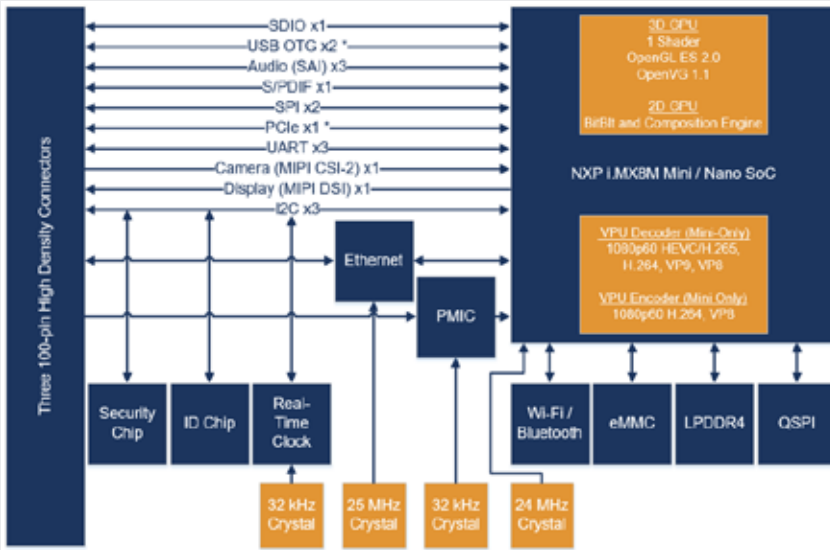 SDIO x1
USB OTG x2 *
Audio (SAI) x3
S/PDIF x1
SPI x2
PCIe x1 *
UART x3
Camera (MIPI CSI-2) x1
Display (MIPI DSI) x1
I2C x3
Three 100-pin High Density Connectors
3D GPU
1 Shader
OpenGL ES 2.0
OpenVG 1.1
2D GPU
BitBlt and Composition Engine
NXP i.MX8M Mini / Nano SoC
VPU Decoder (Mini-Only)
1080p60 HEVC/H.265,
H.264, VP9, VP8
VPU Encoder (Mini Only)
1080p60 H.264, VP8
Ethernet
PMIC
Security
Chip
ID Chip
Real-
Time
Clock
Wi-Fi /
Bluetooth
eMMC
LPDDR4
QSPI
32 kHz
Crystal
25 MHz
Crystal
32 kHz
Crystal
24 MHz
Crystal